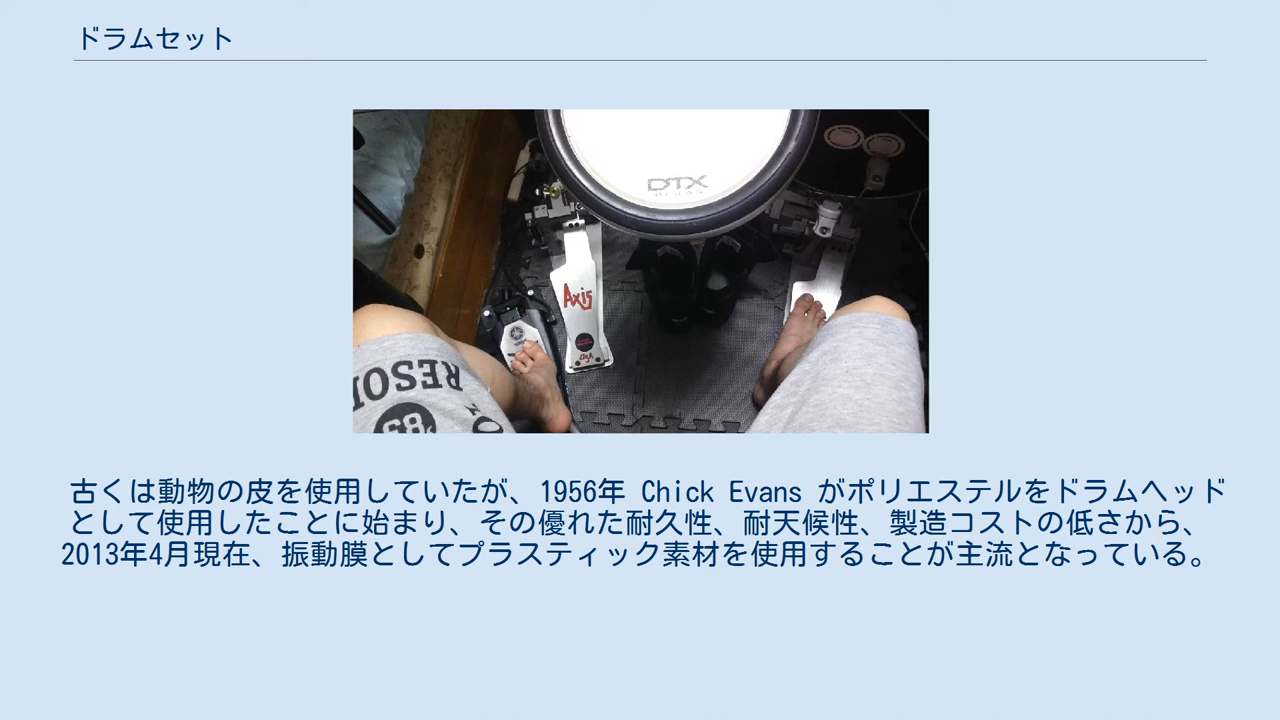 ドラムセット
DTX
Axis
USA
RESOR
68
古くは動物の皮を使用していたが、1956年 Chick Evans がポリエステルをドラムヘッド
として使用したことに始まり、その優れた耐久性、耐天候性、製造コストの低さから、
2013年4月現在、振動膜としてプラスティック素材を使用することが主流となっている。